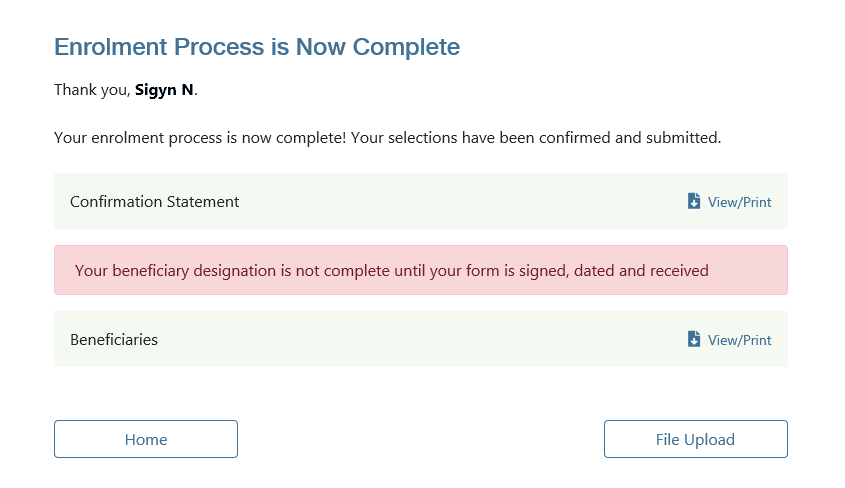 Enrolment Process is Now Complete
Thank you, Sigyn N.
Your enrolment process is now complete! Your selections have been confirmed and submitted.
Confirmation Statement View/Print
Your beneficiary designation is not complete until your form is signed, dated and received
Beneficiaries View/Print
Home File Upload